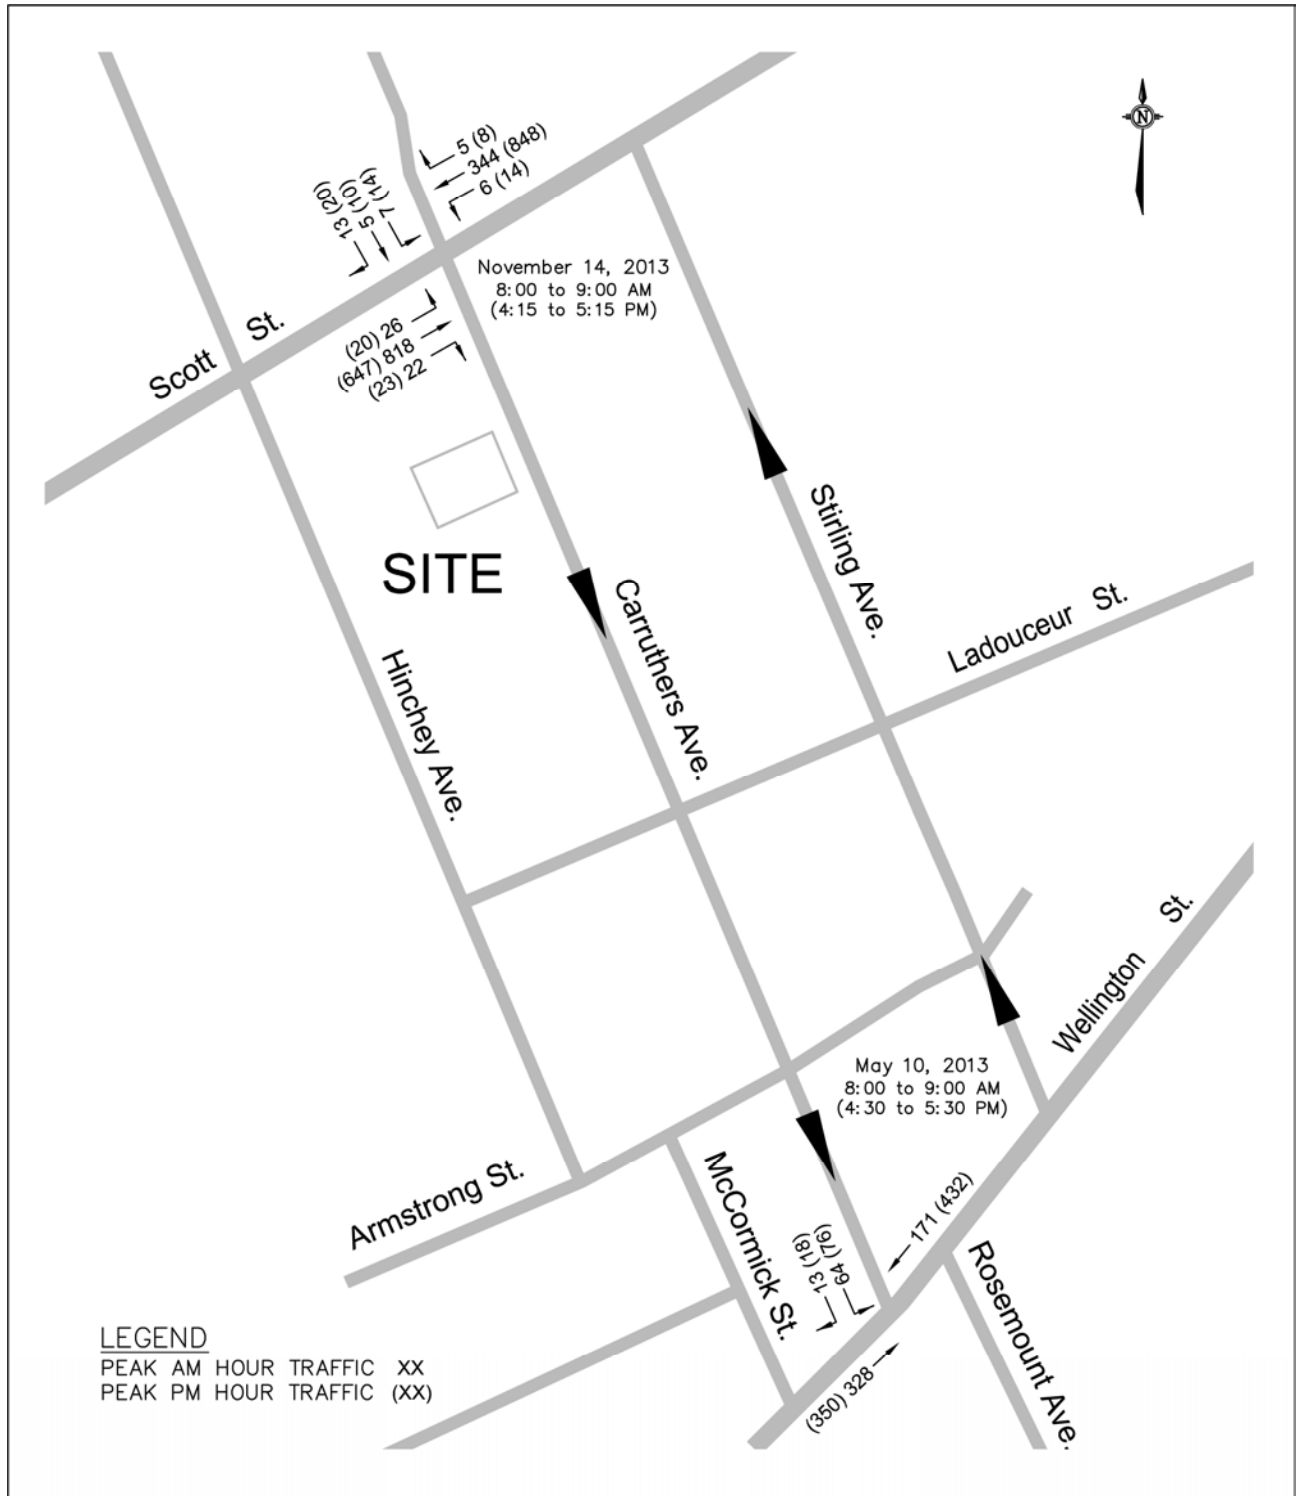 N
5 (8)
344 (848)
6 (14)
13 (20)
5 (10)
7 (14)
November 14, 2013
8:00 to 9:00 AM
(4:15 to 5:15 PM)
Scott St.
(20) 26
(647) 818
(23) 22
SITE
Stirling Ave.
Carruthers Ave.
Ladouceur St.
Hinchey Ave.
Wellington St.
May 10, 2013
8:00 to 9:00 AM
(4:30 to 5:30 PM)
Armstrong St.
McCormick St.
171 (432)
13 (18)
64 (76)
Rosemount Ave.
(350) 328
LEGEND
PEAK AM HOUR TRAFFIC XX
PEAK PM HOUR TRAFFIC (XX)